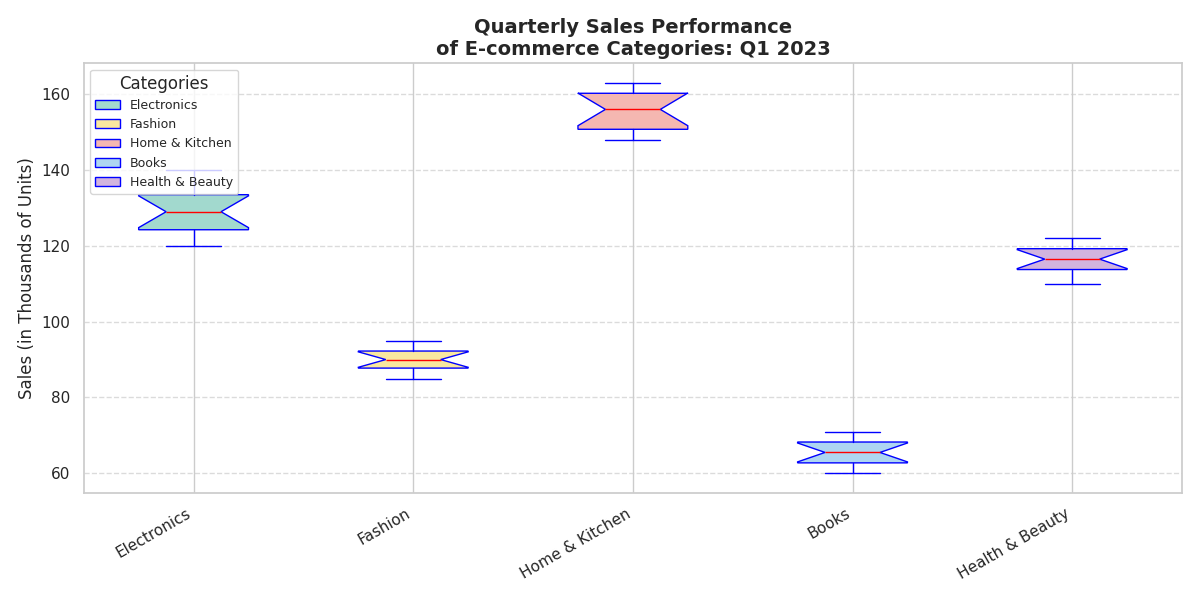 Quarterly Sales Performance
of E-commerce Categories: Q1 2023
Sales (in Thousands of Units)
160
140
120
100
80
60
Categories
Electronics
Fashion
Home & Kitchen
Books
Health & Beauty
Electronics
Fashion
Home & Kitchen
Books
Health & Beauty